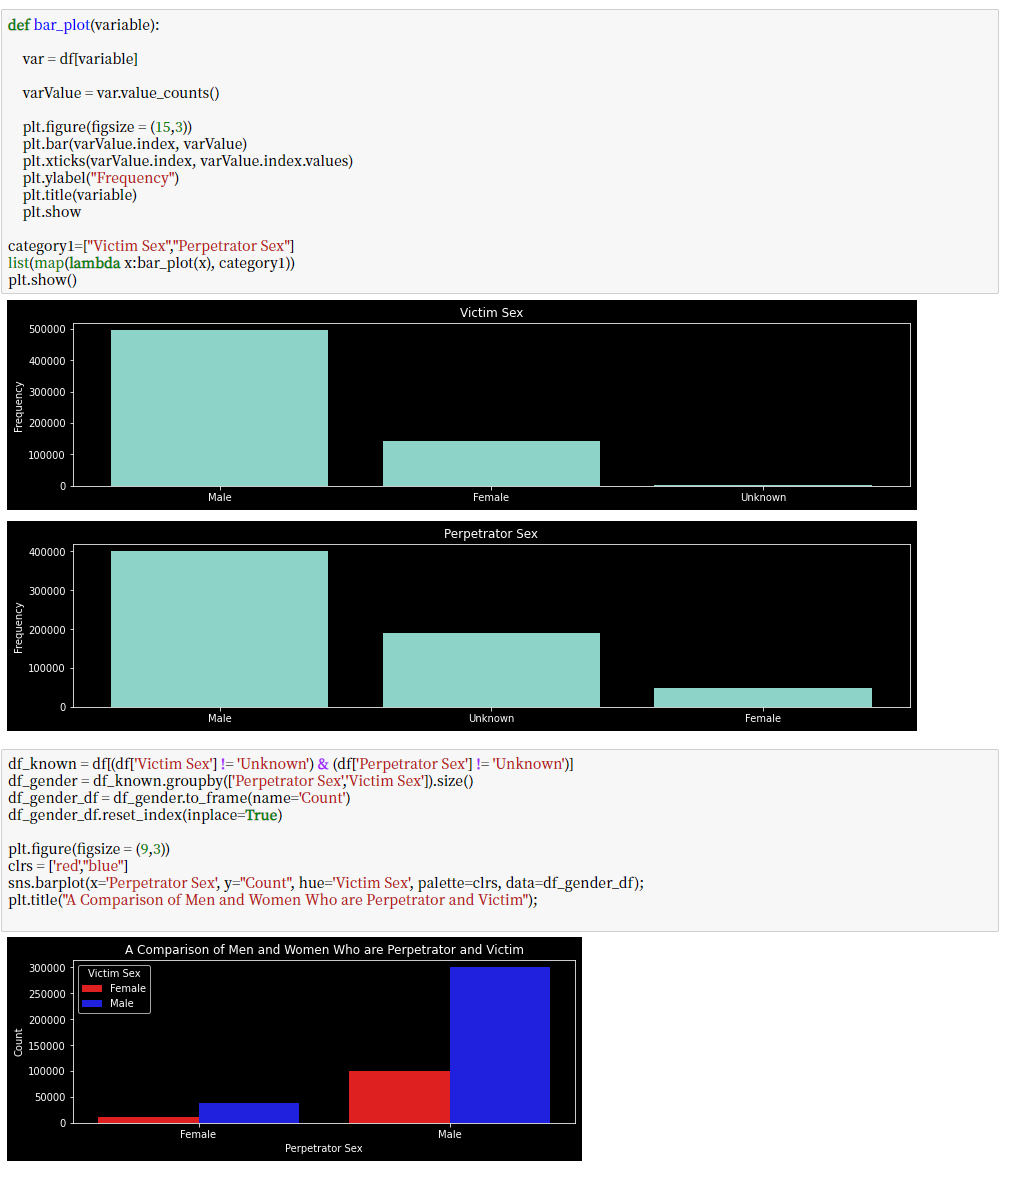 def bar_plot(variable):
var = df[variable]
varValue = var.value_counts()
plt.figure(figsize = (15,3))
plt.bar(varValue.index, varValue)
plt.xticks(varValue.index, varValue.index.values)
plt.ylabel("Frequency")
plt.title(variable)
plt.show
category1=["Victim Sex","Perpetrator Sex"]
list(map(lambda x:bar_plot(x), category1))
plt.show()
Victim Sex
500000
400000
300000
200000
100000
0
Frequency
Male Female Unknown
Perpetrator Sex
400000
300000
200000
100000
0
Frequency
Male Unknown Female
df_known = df[(df['Victim Sex'] != 'Unknown') & (df['Perpetrator Sex'] != 'Unknown')]
df_gender = df_known.groupby(['Perpetrator Sex','Victim Sex']).size()
df_gender_df = df_gender.to_frame(name='Count')
df_gender_df.reset_index(inplace=True)
plt.figure(figsize = (9,3))
clrs = ['red',"blue"]
sns.barplot(x='Perpetrator Sex', y="Count", hue='Victim Sex', palette=clrs, data=df_gender_df);
plt.title("A Comparison of Men and Women Who are Perpetrator and Victim");
A Comparison of Men and Women Who are Perpetrator and Victim
Victim Sex
Female
Male
300000
250000
200000
150000
100000
50000
0
Count
Female Male
Perpetrator Sex